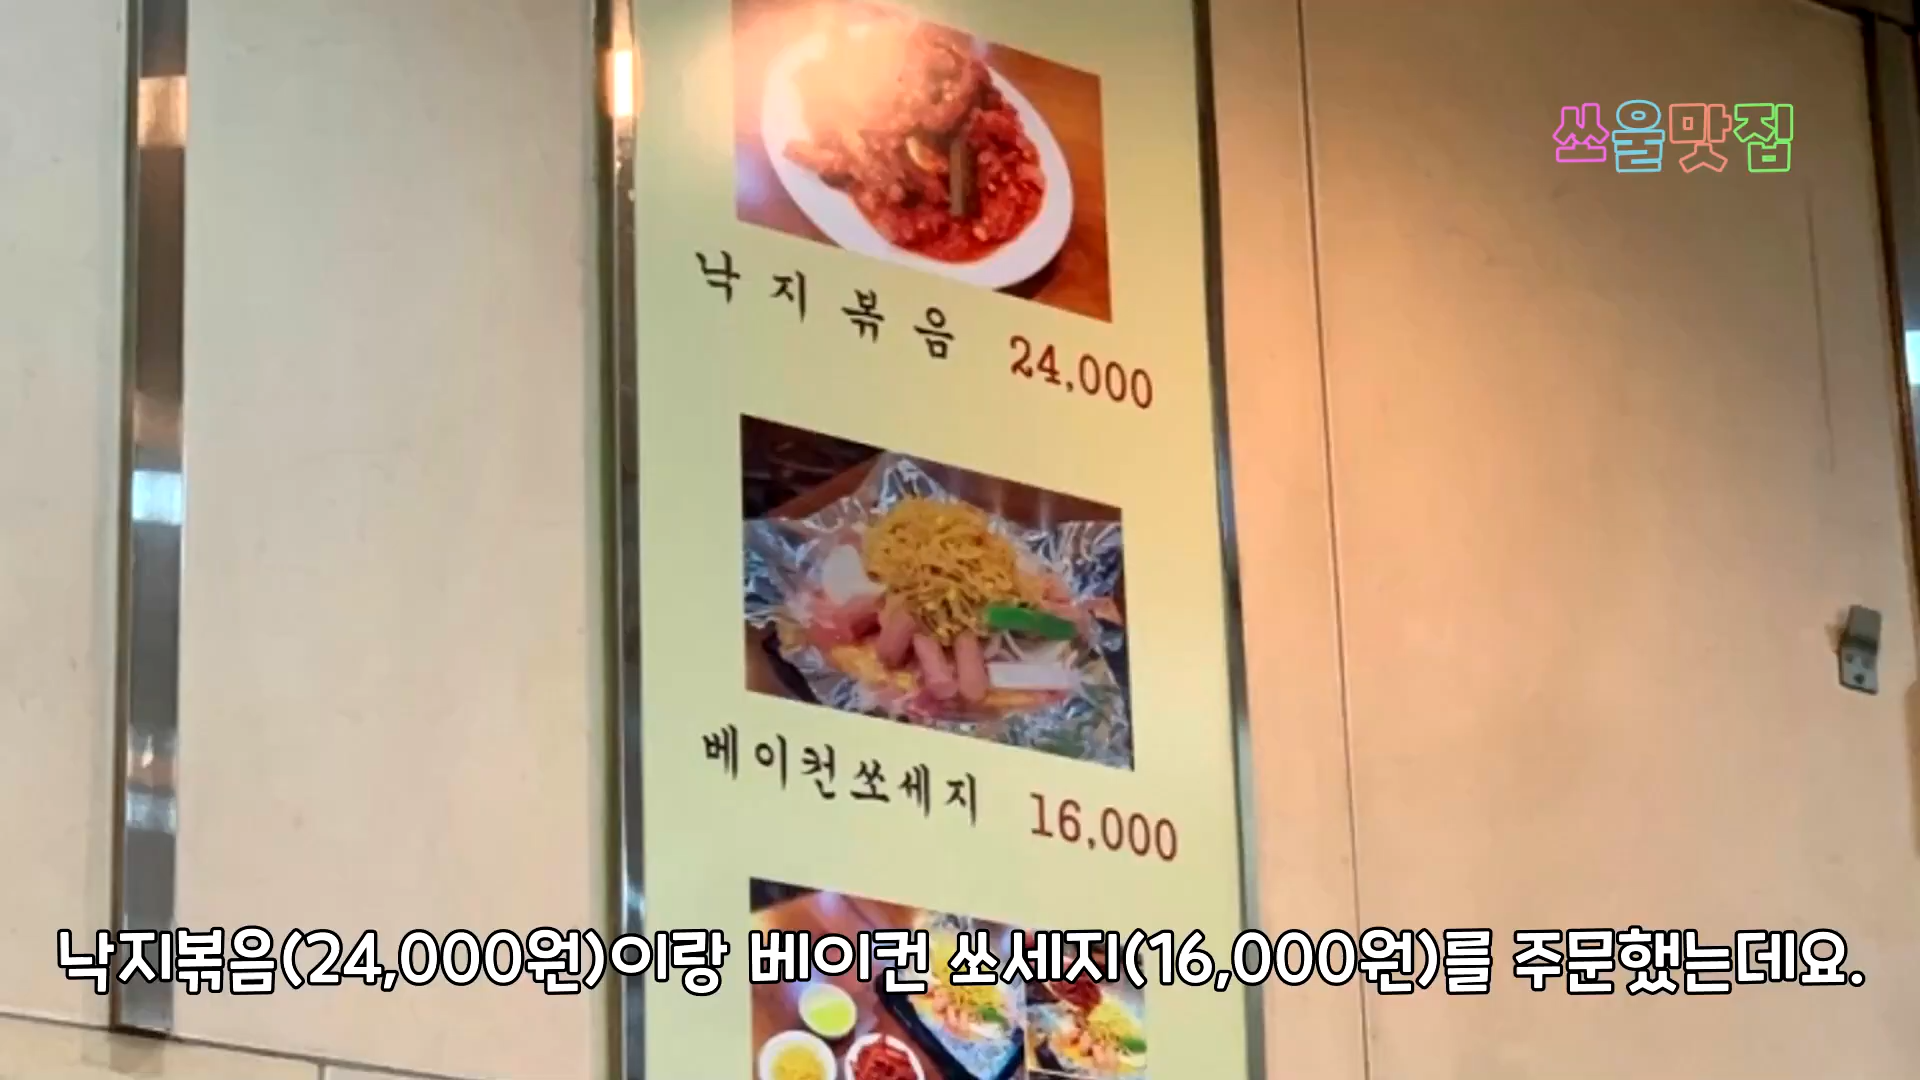 쏘울맛집
낙지볶음 24,000
베이컨쏘세지 16,000
낙지볶음(24,000원)이랑 베이컨 쏘세지(16,000원)를 주문했는데요.